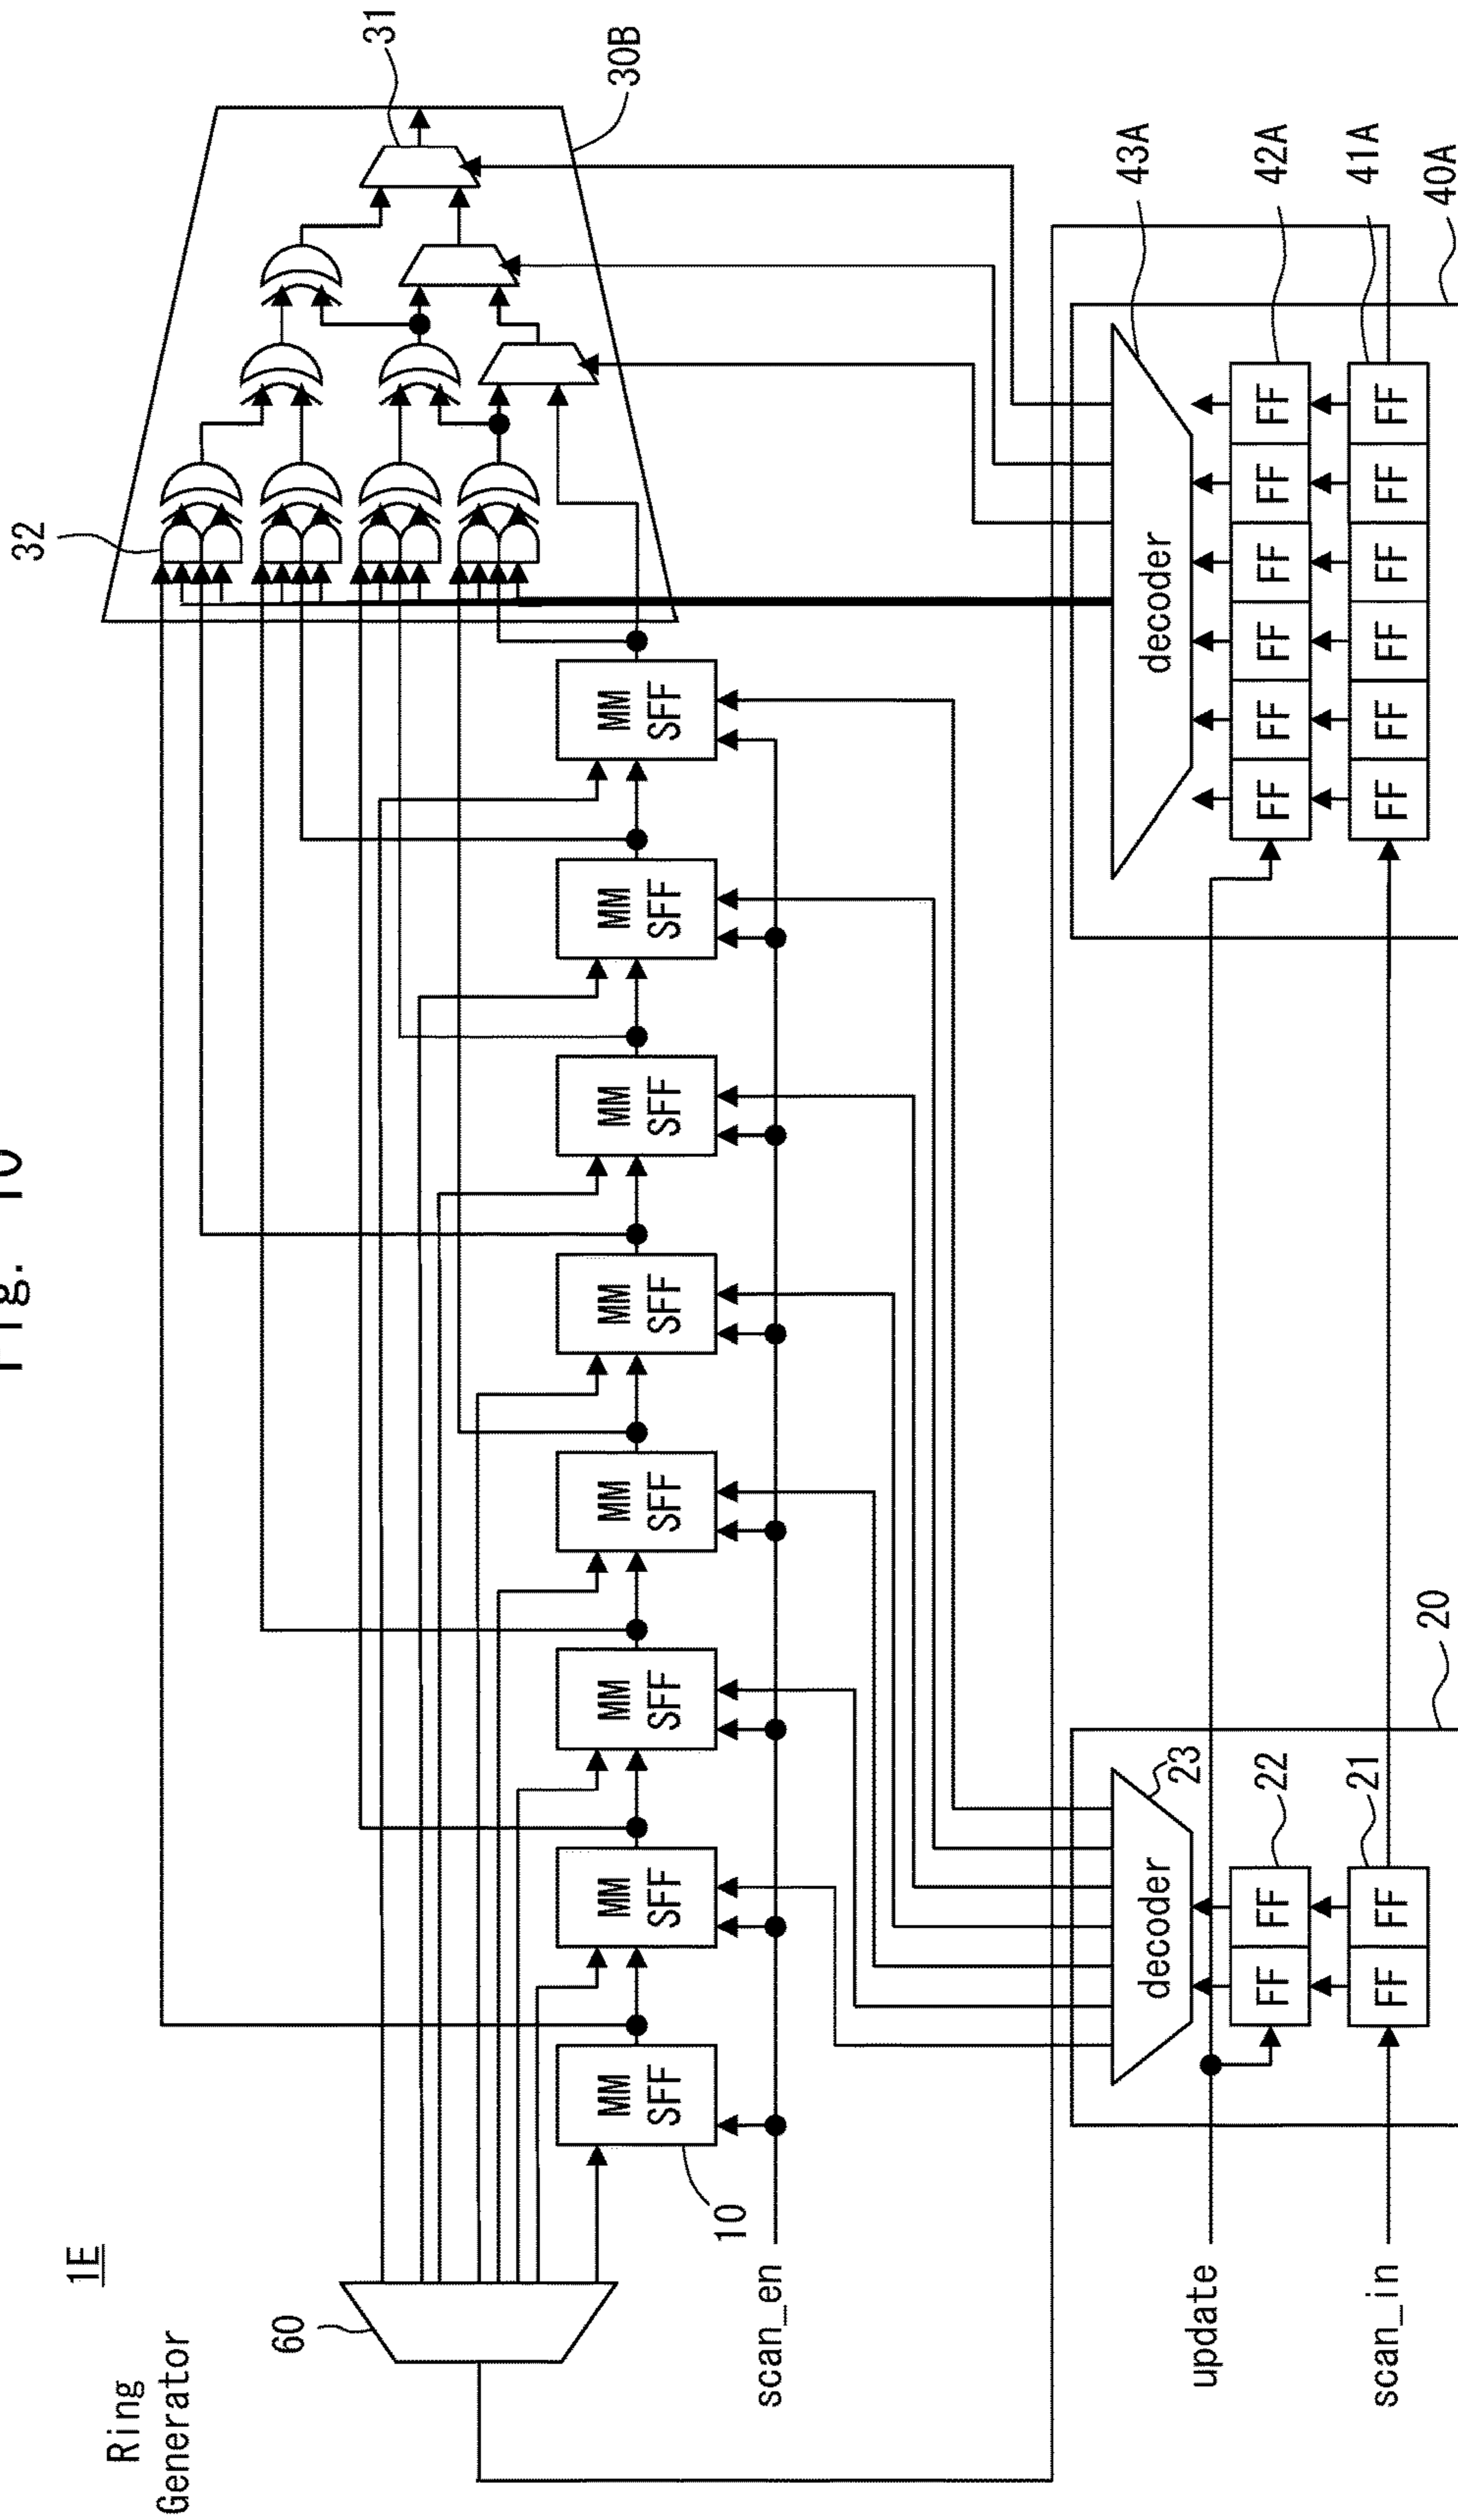 Fig. 10
1E
Ring
Generator
60
10
MM
SFF
MM
SFF
MM
SFF
MM
SFF
MM
SFF
MM
SFF
MM
SFF
MM
SFF
32
31
30B
scan_en
update
scan_in
decoder
23
FF
FF
22
FF
FF
21
20
decoder
43A
FF
FF
FF
FF
FF
FF
42A
FF
FF
FF
FF
FF
FF
41A
40A